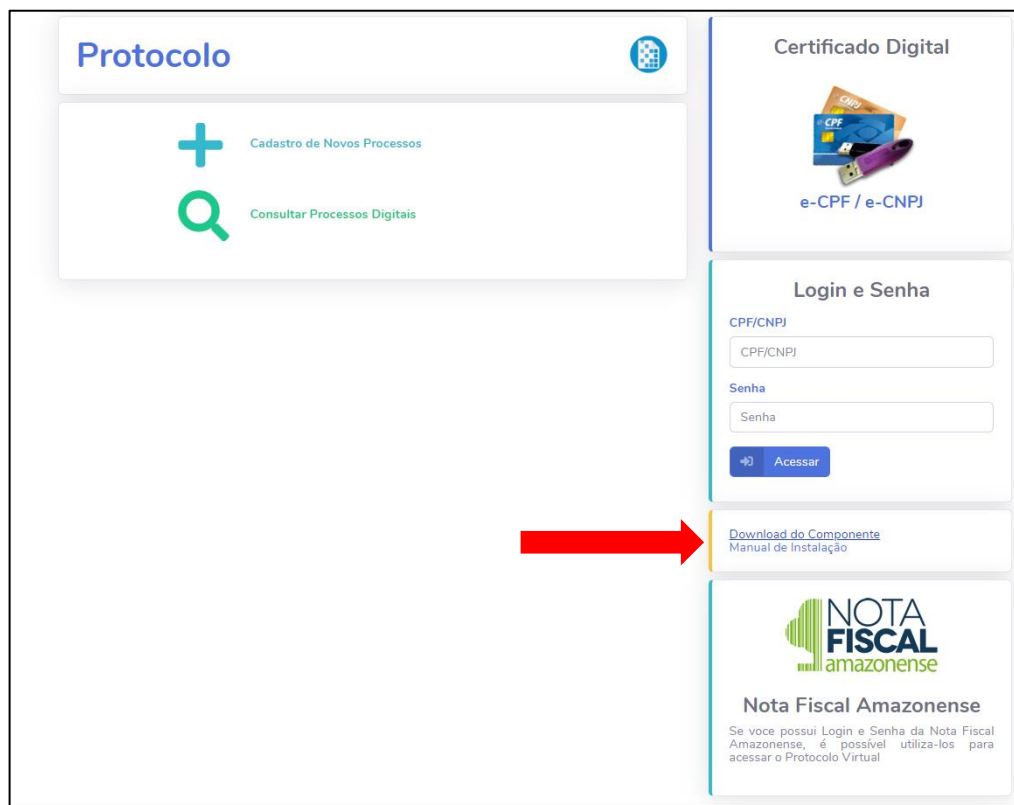 Protocolo
Cadastro de Novos Processos
Consultar Processos Digitais
Certificado Digital
CNPJ
e-CPF
e-CPF / e-CNPJ
Login e Senha
CPF/CNPJ
CPF/CNPJ
Senha
Senha
Acessar
Download do Componente
Manual de Instalação
NOTA
FISCAL
amazonense
Nota Fiscal Amazonense
Se voce possui Login e Senha da Nota Fiscal
Amazonense, é possível utiliza-los para
acessar o Protocolo Virtual